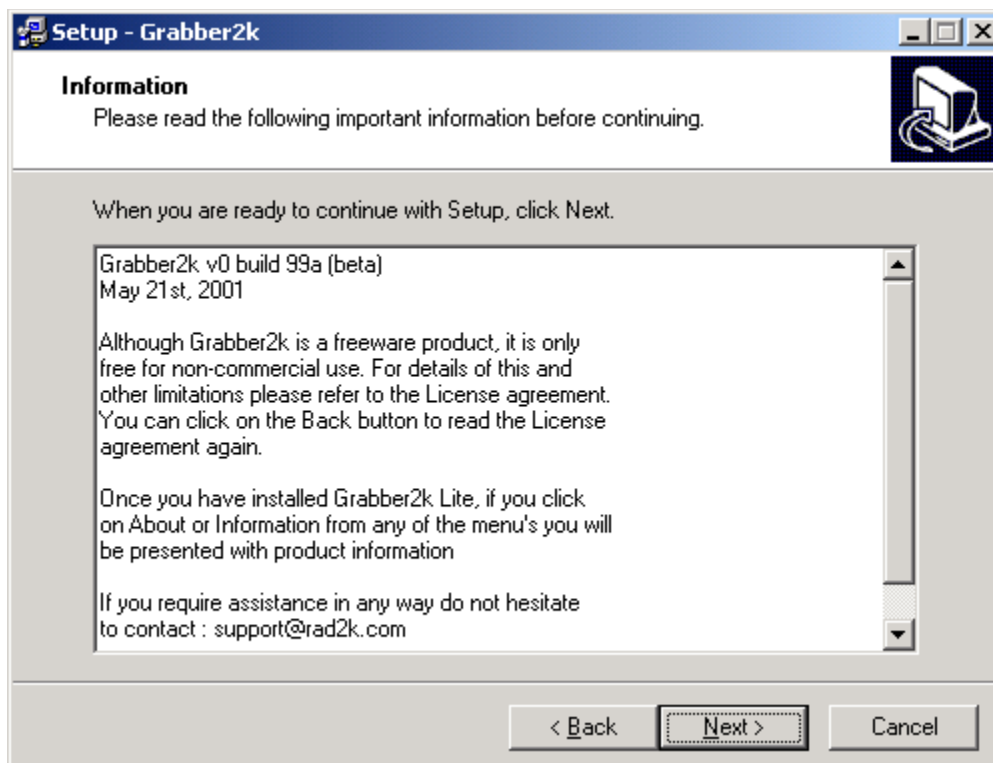 Setup - Grabber2k
Information
Please read the following important information before continuing.
When you are ready to continue with Setup, click Next.
Grabber2k v0 build 99a (beta)
May 21st, 2001
Although Grabber2k is a freeware product, it is only
free for non-commercial use. For details of this and
other limitations please refer to the License agreement.
You can click on the Back button to read the License
agreement again.
Once you have installed Grabber2k Lite, if you click
on About or Information from any of the menu's you will
be presented with product information
If you require assistance in any way do not hesitate
to contact : support@rad2k.com
< Back
Next >
Cancel